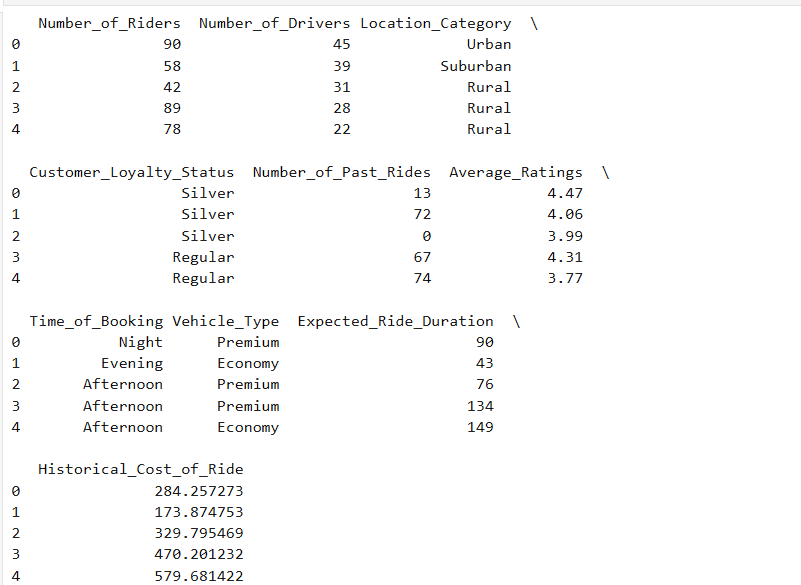 Number_of_Riders  Number_of_Drivers Location_Category  \
0                90                 45             Urban
1                58                 39          Suburban
2                42                 31             Rural
3                89                 28             Rural
4                78                 22             Rural
Customer_Loyalty_Status  Number_of_Past_Rides  Average_Ratings  \
0                  Silver                    13             4.47
1                  Silver                    72             4.06
2                  Silver                     0             3.99
3                 Regular                    67             4.31
4                 Regular                    74             3.77
Time_of_Booking Vehicle_Type  Expected_Ride_Duration  \
0           Night      Premium                      90
1         Evening      Economy                      43
2       Afternoon      Premium                      76
3       Afternoon      Premium                     134
4       Afternoon      Economy                     149
Historical_Cost_of_Ride
0               284.257273
1               173.874753
2               329.795469
3               470.201232
4               579.681422